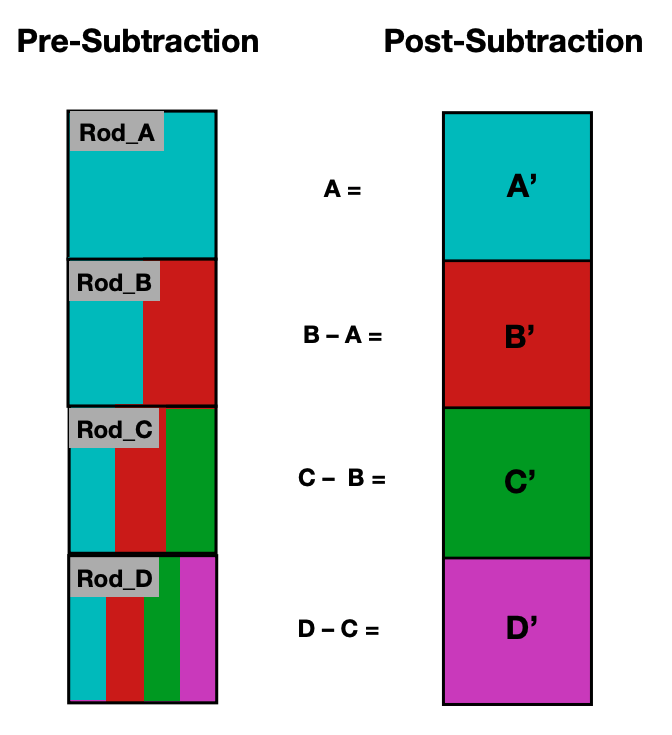 Pre-Subtraction Post-Subtraction
Rod_A
A =
A’
Rod_B
B – A =
B’
Rod_C
C –  B =
C’
Rod_D
D – C =
D’